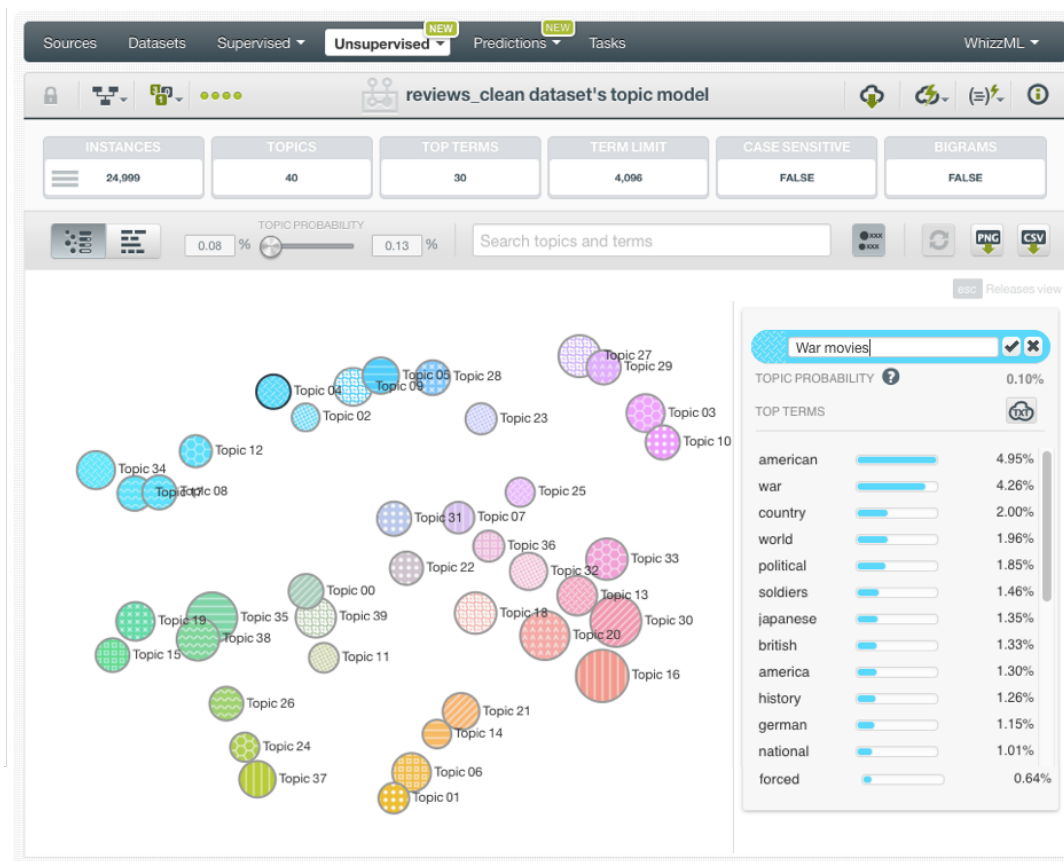 NEW NEW
Sources Datasets Supervised Unsupervised Predictions Tasks WhizzML
reviews_clean dataset's topic model
INSTANCES TOPICS TOP TERMS TERM LIMIT CASE SENSITIVE BIGRAMS
24,999 40 30 4,096 FALSE FALSE
TOPIC PROBABILITY
0.08 % 0.13 % Search topics and terms PNG CSV
esc Releases view
War movies
TOPIC PROBABILITY ? 0.10%
TOP TERMS TXT
american 4.95%
war 4.26%
country 2.00%
world 1.96%
political 1.85%
soldiers 1.46%
japanese 1.35%
british 1.33%
america 1.30%
history 1.26%
german 1.15%
national 1.01%
forced 0.64%
Topic 27
Topic 29
Topic 05
Topic 28
Topic 09
Topic 04
Topic 02
Topic 23
Topic 03
Topic 10
Topic 12
Topic 34
Topic 17
Topic 08
Topic 25
Topic 31
Topic 07
Topic 36
Topic 33
Topic 22
Topic 32
Topic 00
Topic 13
Topic 18
Topic 39
Topic 35
Topic 19
Topic 30
Topic 20
Topic 38
Topic 15
Topic 11
Topic 16
Topic 26
Topic 21
Topic 14
Topic 24
Topic 06
Topic 37
Topic 01